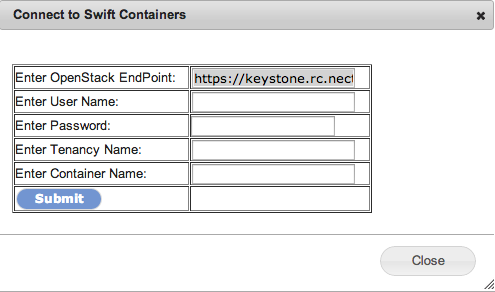 Connect to Swift Containers
Enter OpenStack EndPoint: https://keystone.rc.nect
Enter User Name:
Enter Password:
Enter Tenancy Name:
Enter Container Name:
Submit
Close